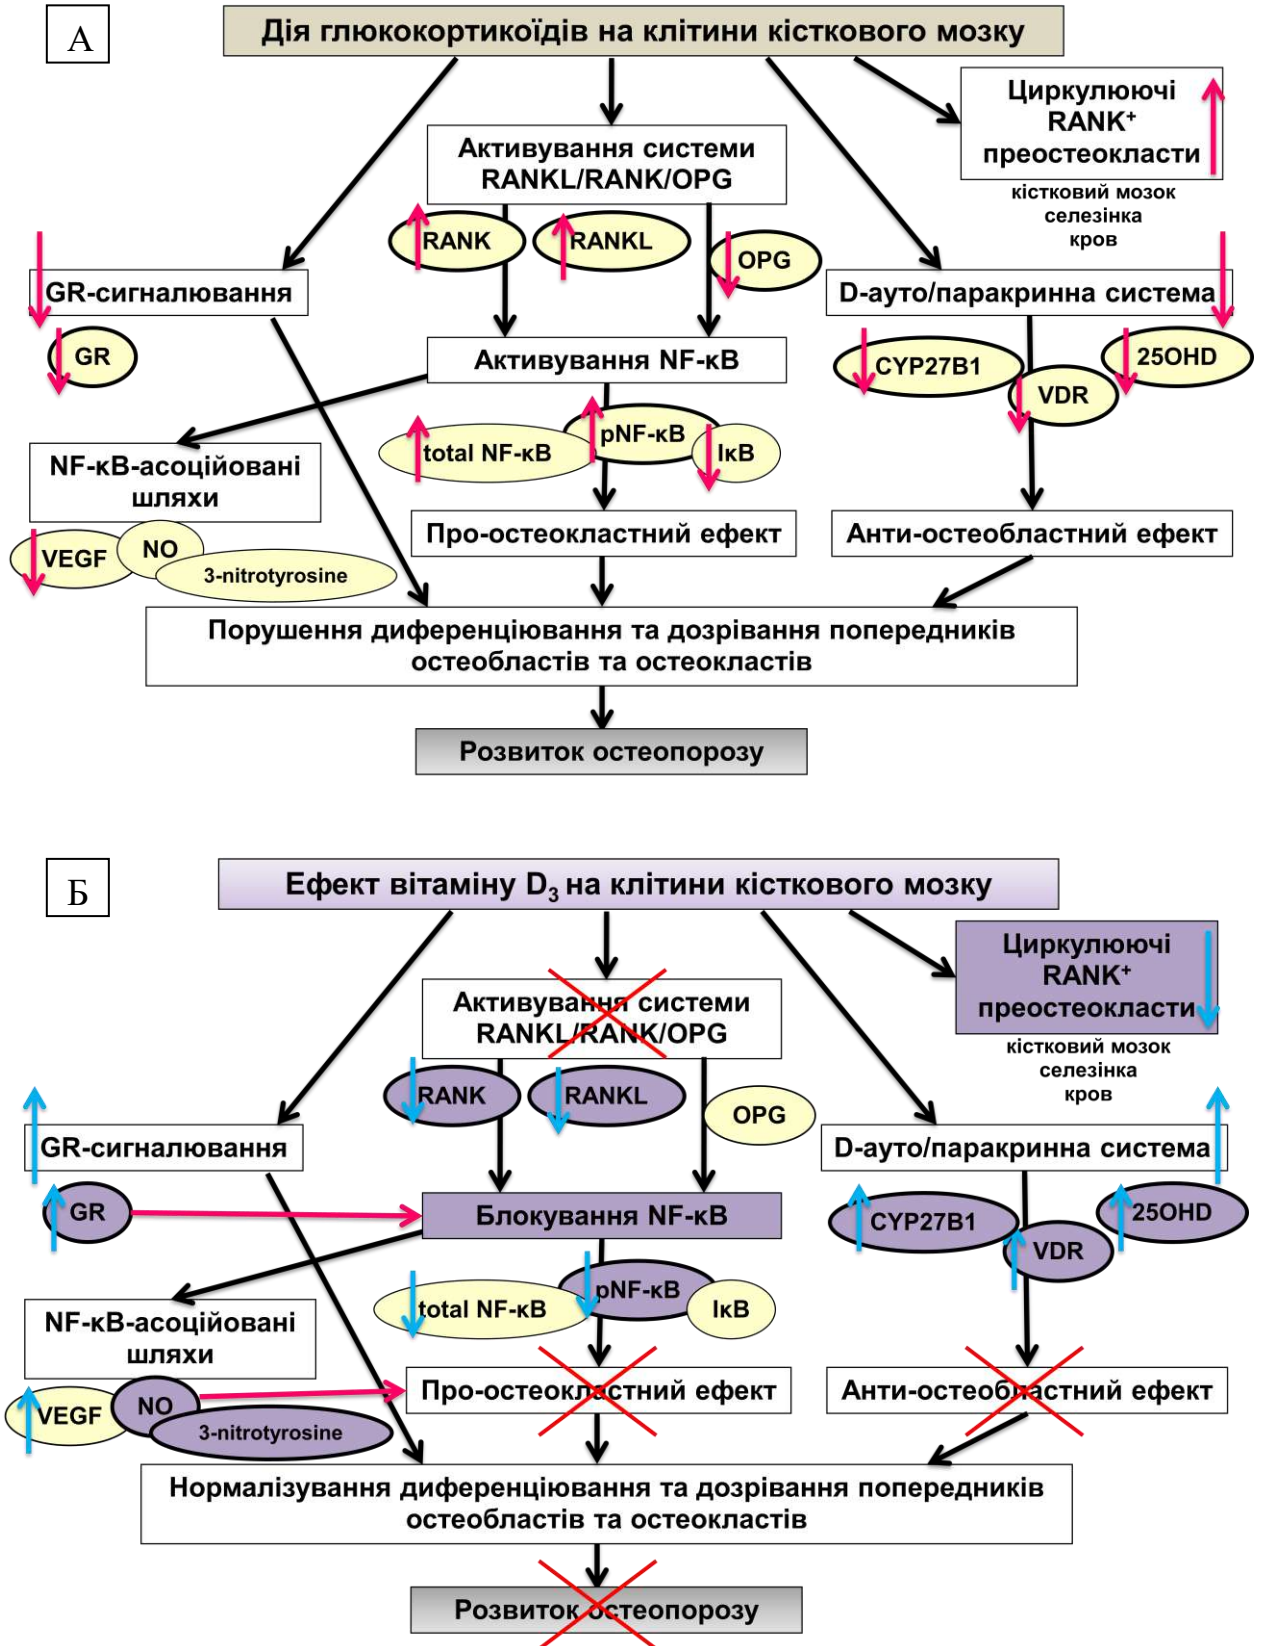 А
Дія глюкокортикоїдів на клітини кісткового мозку
Циркулюючі
RANK⁺
преостеокласти
кістковий мозок
селезінка
кров
Активування системи
RANKL/RANK/OPG
RANK
RANKL
OPG
GR-сигналювання
GR
D-ауто/паракринна система
CYP27B1
VDR
25OHD
Активування NF-κB
total NF-κB
pNF-κB
IκB
NF-κB-асоційовані
шляхи
VEGF
NO
3-nitrotyrosine
Про-остеокластний ефект
Анти-остеобластний ефект
Порушення диференціювання та дозрівання попередників
остеобластів та остеокластів
Розвиток остеопорозу
Б
Ефект вітаміну D₃ на клітини кісткового мозку
Циркулюючі
RANK⁺
преостеокласти
кістковий мозок
селезінка
кров
Активування системи
RANKL/RANK/OPG
RANK
RANKL
OPG
GR-сигналювання
GR
D-ауто/паракринна система
CYP27B1
VDR
25OHD
Блокування NF-κB
total NF-κB
pNF-κB
IκB
NF-κB-асоційовані
шляхи
VEGF
NO
3-nitrotyrosine
Про-остеокластний ефект
Анти-остеобластний ефект
Нормалізування диференціювання та дозрівання попередників
остеобластів та остеокластів
Розвиток остеопорозу